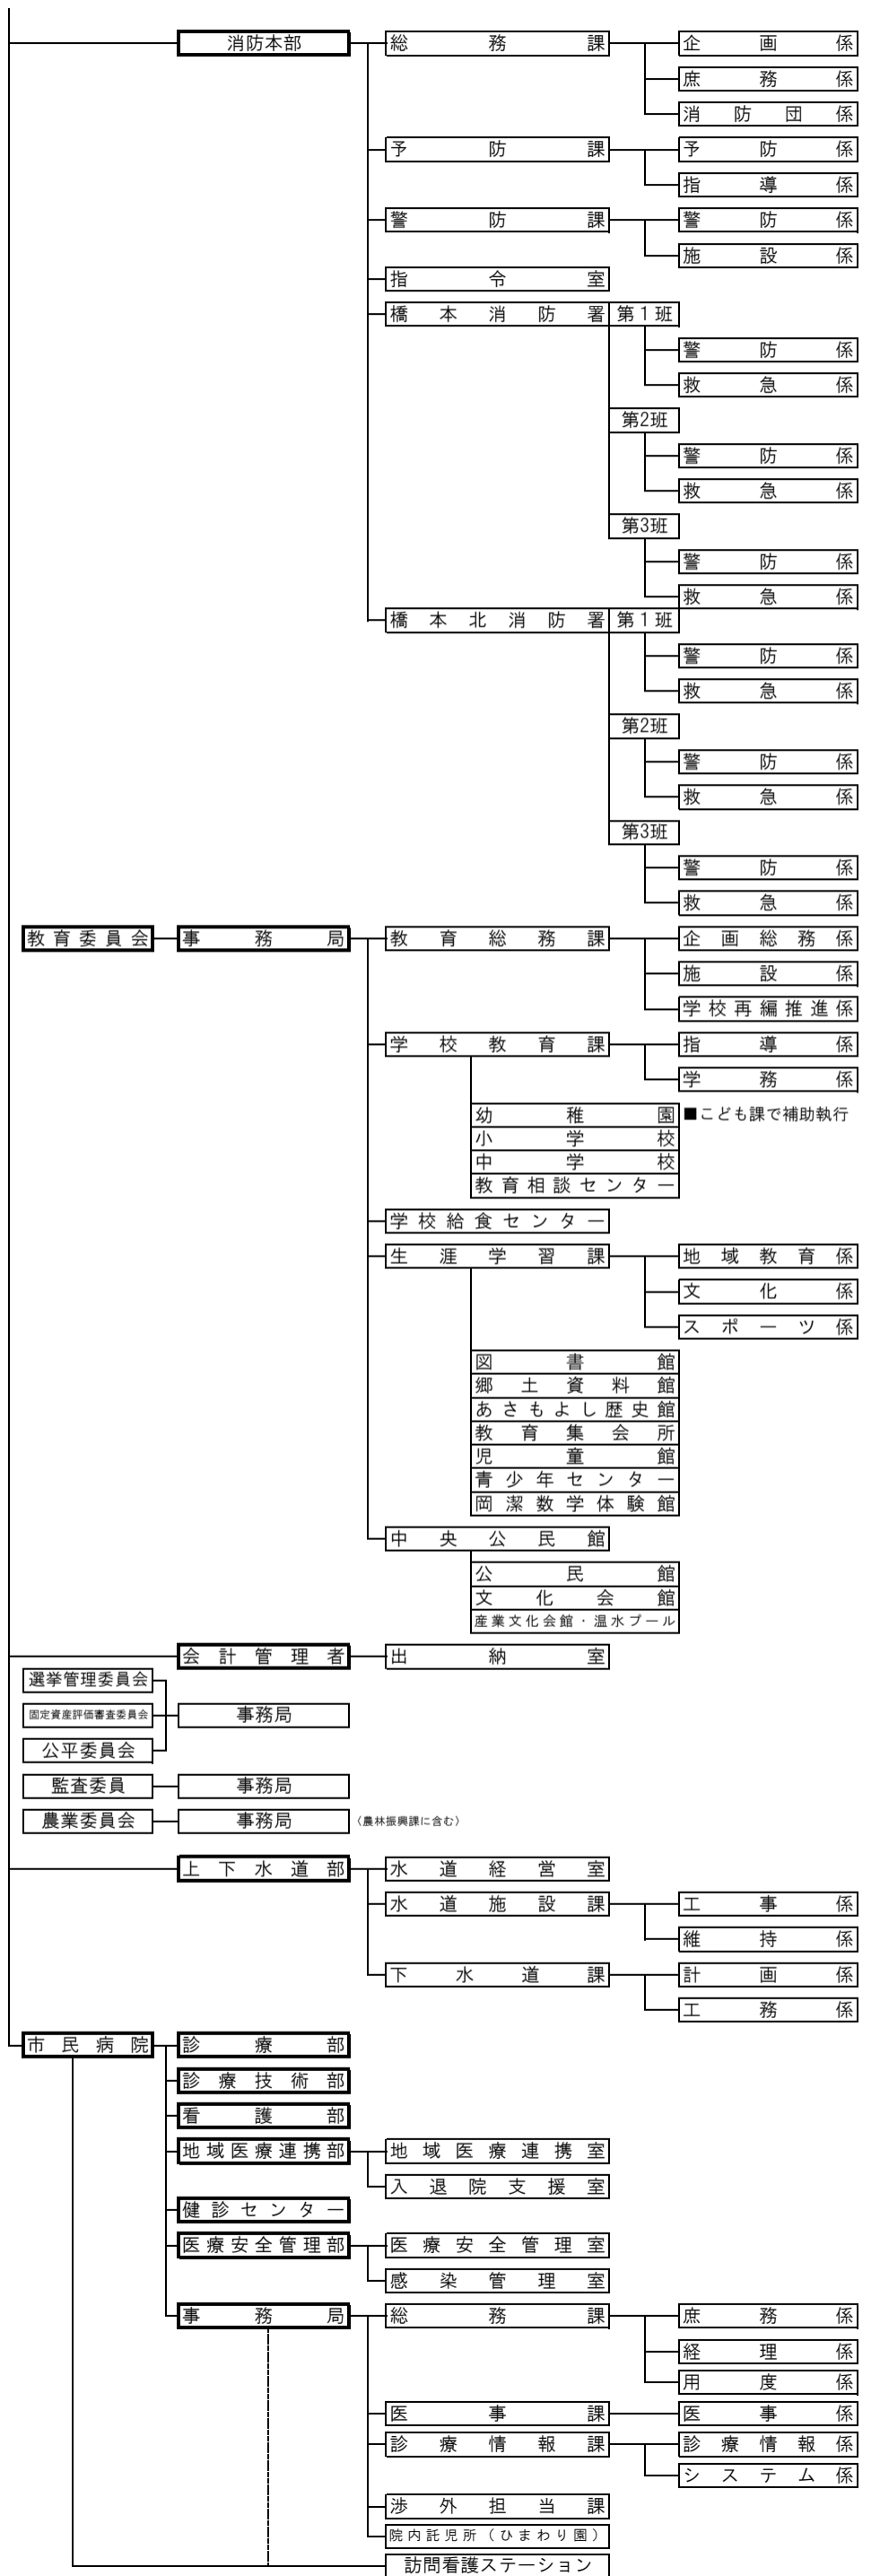 消防本部 総務課 企画係
庶務係
消防団係
予防課 予防係
指導係
警防課 警防係
施設係
指令室
橋本消防署 第1班
警防係
救急係
第2班
警防係
救急係
第3班
警防係
救急係
橋本北消防署 第1班
警防係
救急係
第2班
警防係
救急係
第3班
警防係
救急係
教育委員会 事務局 教育総務課 企画総務係
施設係
学校再編推進係
学校教育課 指導係
学務係
幼稚園 ■こども課で補助執行
小学校
中学校
教育相談センター
学校給食センター
生涯学習課 地域教育係
文化係
スポーツ係
図書館
郷土資料館
あさもよし歴史館
教育集会所
児童館
青少年センター
岡潔数学体験館
中央公民館
公民館
文化会館
産業文化会館・温水プール
会計管理者 出納室
選挙管理委員会
固定資産評価審査委員会 事務局
公平委員会
監査委員 事務局
農業委員会 事務局 （農林振興課に含む）
上下水道部 水道経営室
水道施設課 工事係
維持係
下水道課 計画係
工務係
市民病院 診療部
診療技術部
看護部
地域医療連携部 地域医療連携室
入退院支援室
健診センター
医療安全管理部 医療安全管理室
感染管理室
事務局 総務課 庶務係
経理係
用度係
医事課 医事係
診療情報課 診療情報係
システム係
渉外担当課
院内託児所（ひまわり園）
訪問看護ステーション